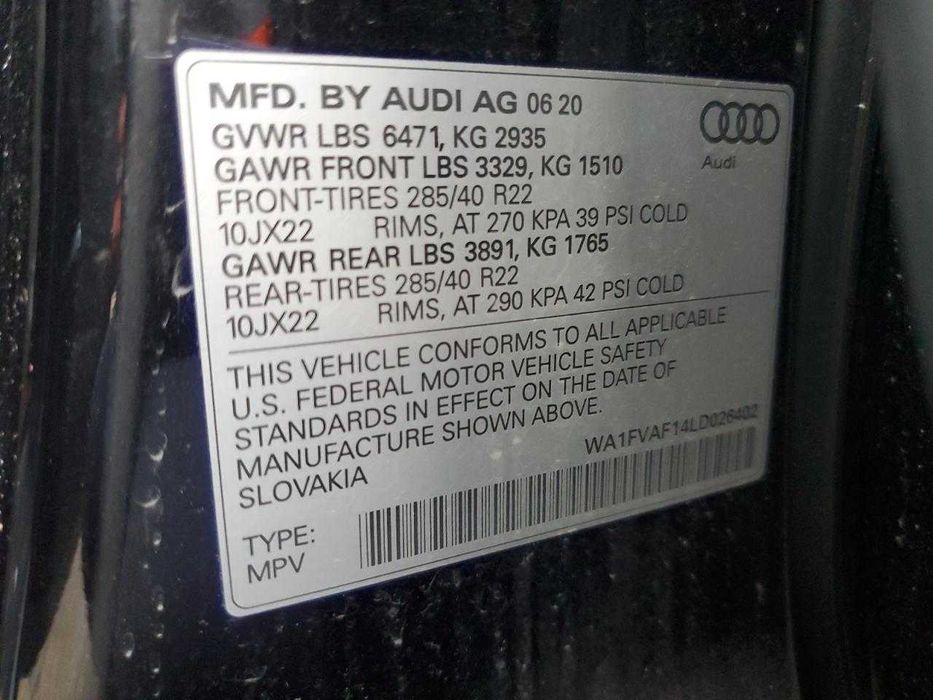 MFD. BY AUDI AG 06 20
GVWR LBS 6471, KG 2935
GAWR FRONT LBS 3329, KG 1510
FRONT-TIRES 285/40 R22
10JX22 RIMS, AT 270 KPA 39 PSI COLD
GAWR REAR LBS 3891, KG 1765
REAR-TIRES 285/40 R22
10JX22 RIMS, AT 290 KPA 42 PSI COLD
Audi
THIS VEHICLE CONFORMS TO ALL APPLICABLE
U.S. FEDERAL MOTOR VEHICLE SAFETY
STANDARDS IN EFFECT ON THE DATE OF
MANUFACTURE SHOWN ABOVE.
SLOVAKIA
WA1FVAF14LD026402
TYPE:
MPV